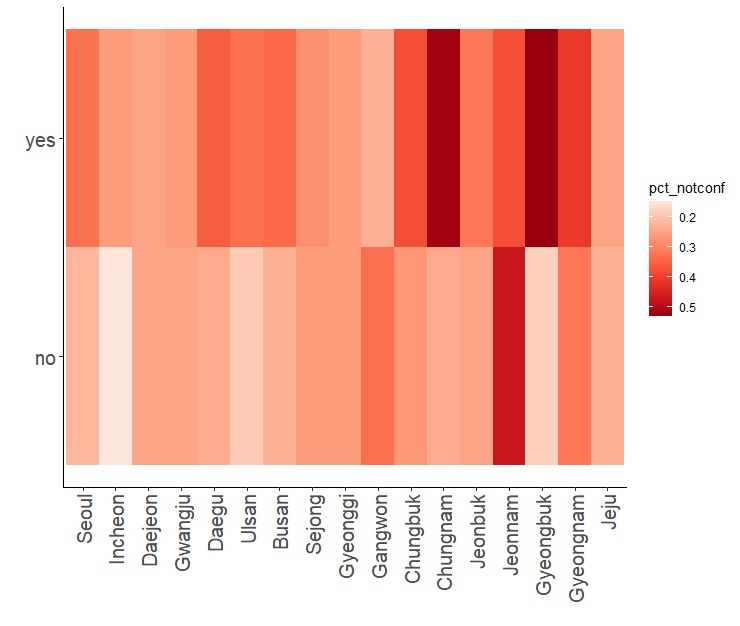 yes
no
Seoul
Incheon
Daejeon
Gwangju
Daegu
Ulsan
Busan
Sejong
Gyeonggi
Gangwon
Chungbuk
Chungnam
Jeonbuk
Jeonnam
Gyeongbuk
Gyeongnam
Jeju
pct_notconf
0.2
0.3
0.4
0.5